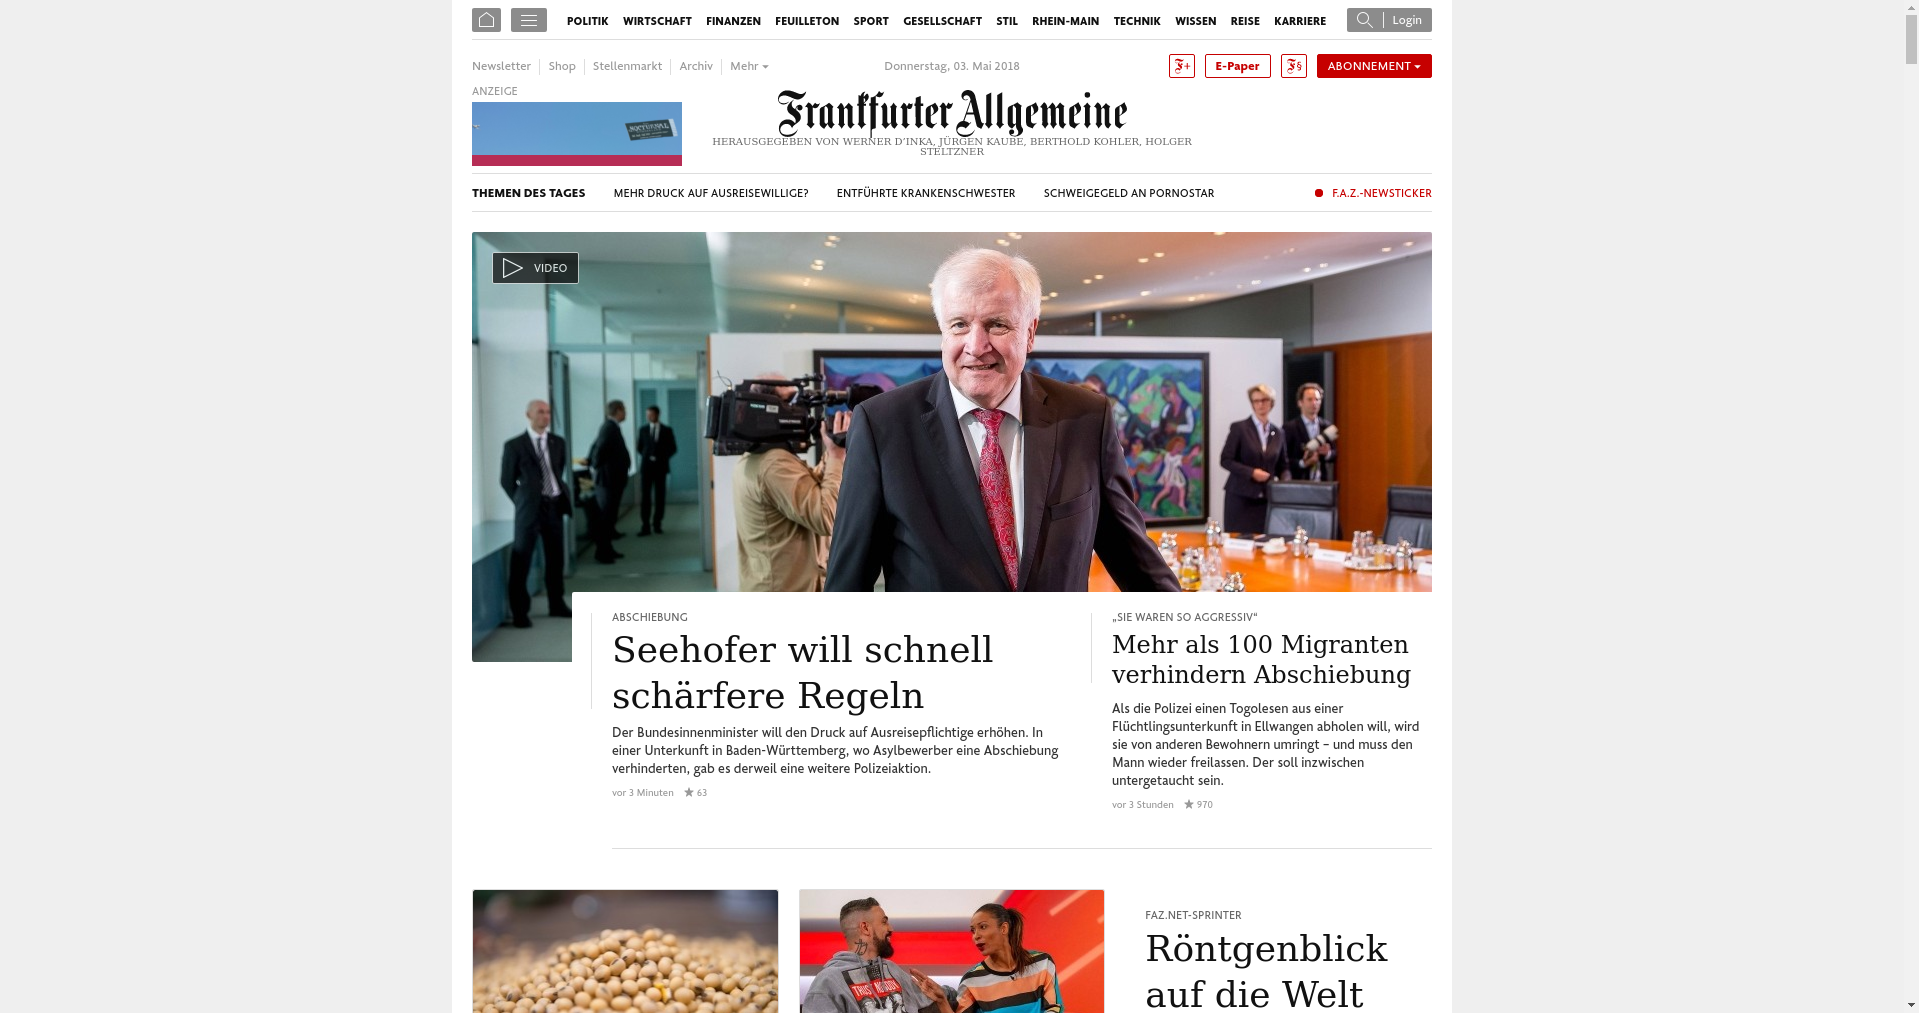 POLITIK WIRTSCHAFT FINANZEN FEUILLETON SPORT GESELLSCHAFT STIL RHEIN-MAIN TECHNIK WISSEN REISE KARRIERE Login
Newsletter Shop Stellenmarkt Archiv Mehr Donnerstag, 03. Mai 2018 F+ E-Paper F§ ABONNEMENT
ANZEIGE
Frankfurter Allgemeine
HERAUSGEGEBEN VON WERNER D'INKA, JÜRGEN KAUBE, BERTHOLD KOHLER, HOLGER
STELTZNER
THEMEN DES TAGES MEHR DRUCK AUF AUSREISEWILLIGE? ENTFÜHRTE KRANKENSCHWESTER SCHWEIGEGELD AN PORNOSTAR F.A.Z.-NEWSTICKER
VIDEO
ABSCHIEBUNG
Seehofer will schnell
schärfere Regeln
Der Bundesinnenminister will den Druck auf Ausreisepflichtige erhöhen. In
einer Unterkunft in Baden-Württemberg, wo Asylbewerber eine Abschiebung
verhinderten, gab es derweil eine weitere Polizeiaktion.
vor 3 Minuten ★ 63
„SIE WAREN SO AGGRESSIV“
Mehr als 100 Migranten
verhindern Abschiebung
Als die Polizei einen Togolesen aus einer
Flüchtlingsunterkunft in Ellwangen abholen will, wird
sie von anderen Bewohnern umringt – und muss den
Mann wieder freilassen. Der soll inzwischen
untergetaucht sein.
vor 3 Stunden ★ 970
FAZ.NET-SPRINTER
Röntgenblick
auf die Welt